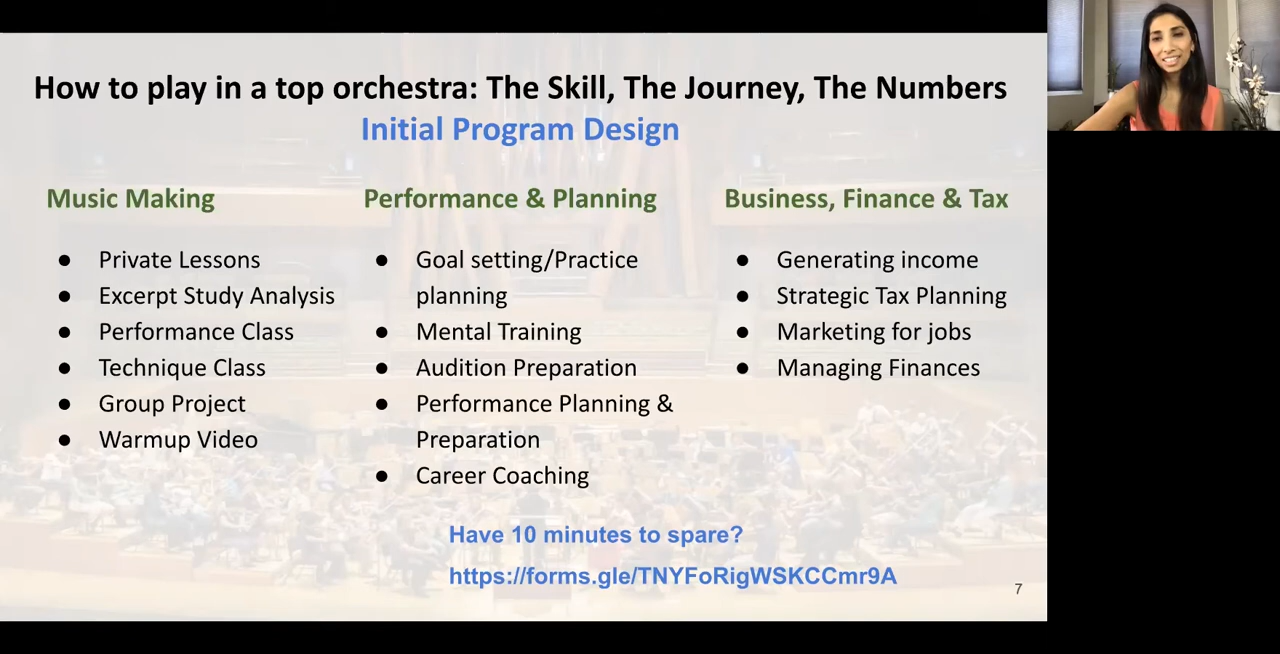 How to play in a top orchestra: The Skill, The Journey, The Numbers
Initial Program Design
Music Making
● Private Lessons
● Excerpt Study Analysis
● Performance Class
● Technique Class
● Group Project
● Warmup Video
Performance & Planning
● Goal setting/Practice
planning
● Mental Training
● Audition Preparation
● Performance Planning &
Preparation
● Career Coaching
Business, Finance & Tax
● Generating income
● Strategic Tax Planning
● Marketing for jobs
● Managing Finances
Have 10 minutes to spare?
https://forms.gle/TNYFoRigWSKCCmr9A
7